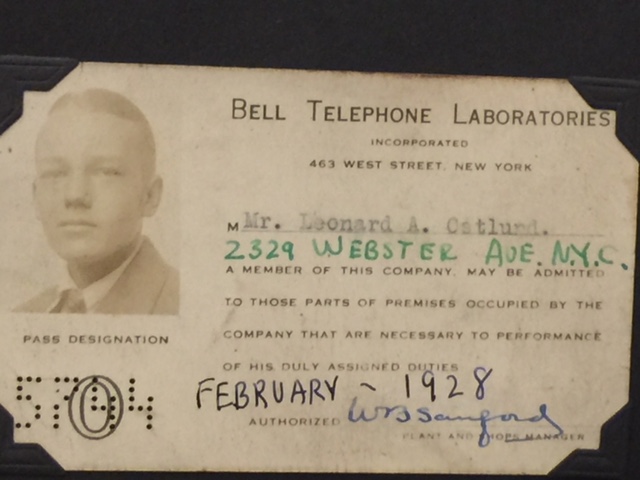 BELL TELEPHONE LABORATORIES
INCORPORATED
463 WEST STREET, NEW YORK
M Mr. Leonard A.
2329 WEBSTER AVE. N.Y.C.
A MEMBER OF THIS COMPANY, MAY BE ADMITTED
TO THOSE PARTS OF PREMISES OCCUPIED BY THE
COMPANY THAT ARE NECESSARY TO PERFORMANCE
OF HIS DULY ASSIGNED DUTIES
FEBRUARY - 1928
AUTHORIZED WBSanford
PLANT AND SHOPS MANAGER
PASS DESIGNATION